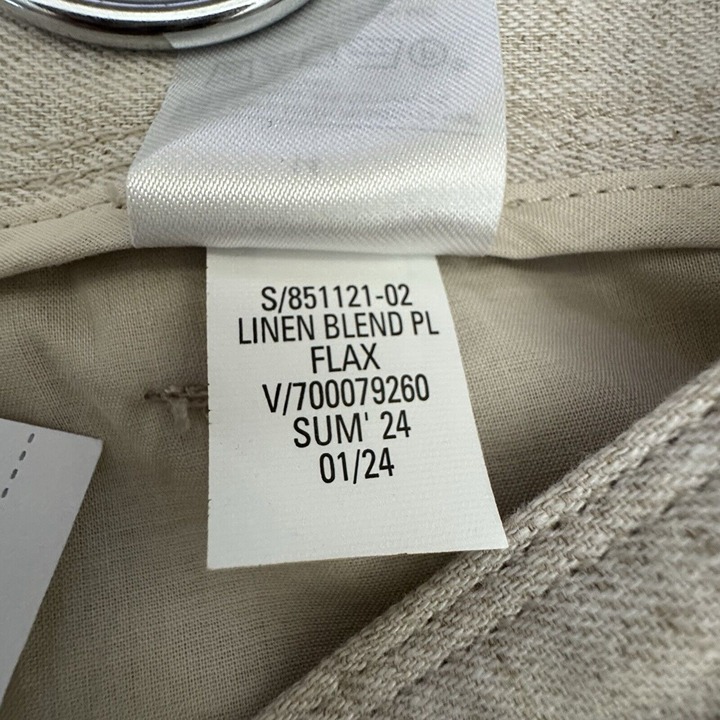 S/851121-02
LINEN BLEND PL
FLAX
V/700079260
SUM' 24
01/24